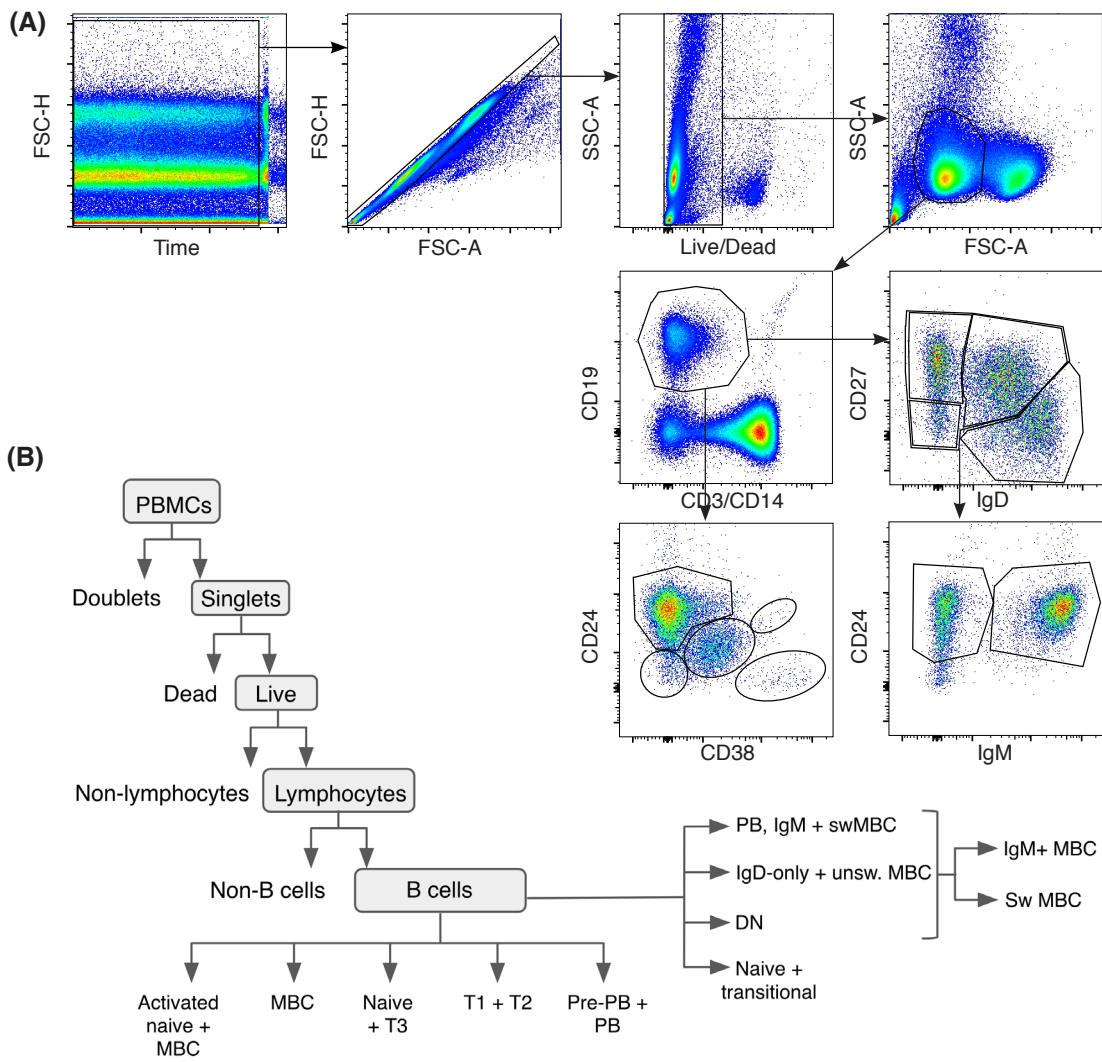 (A)
FSC-H
Time
FSC-H
FSC-A
SSC-A
Live/Dead
SSC-A
FSC-A
CD19
CD3/CD14
CD27
IgD
CD24
CD38
CD24
IgM
(B)
PBMCs
Doublets
Singlets
Dead
Live
Non-lymphocytes
Lymphocytes
Non-B cells
B cells
PB, IgM + swMBC
IgD-only + unsw. MBC
DN
Naive +
transitional
IgM+ MBC
Sw MBC
Activated
naive +
MBC
MBC
Naive
+ T3
T1 + T2
Pre-PB +
PB